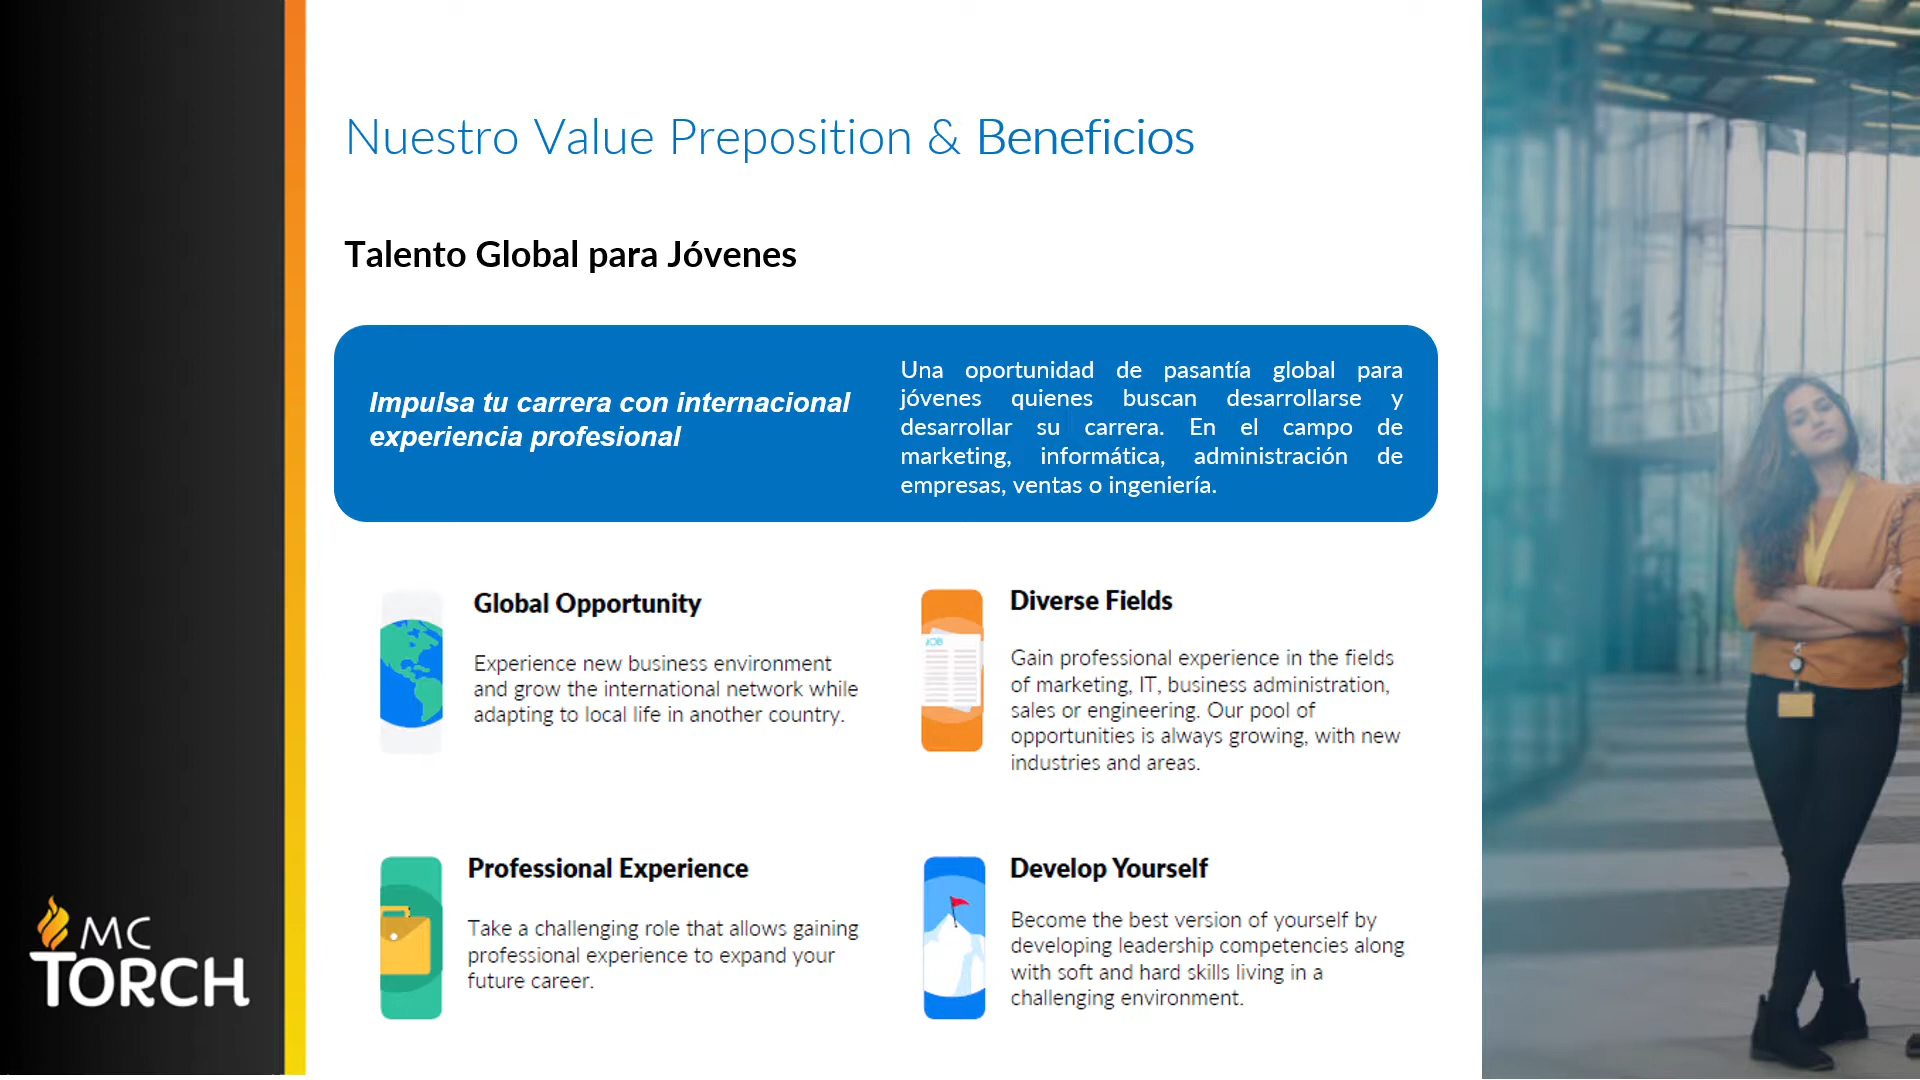 Nuestro Value Preposition & Beneficios
Talento Global para Jóvenes
Impulsa tu carrera con internacional
experiencia profesional
Una oportunidad de pasantía global para
jóvenes quienes buscan desarrollarse y
desarrollar su carrera. En el campo de
marketing, informática, administración de
empresas, ventas o ingeniería.
Global Opportunity
Experience new business environment
and grow the international network while
adapting to local life in another country.
Diverse Fields
JOB
Gain professional experience in the fields
of marketing, IT, business administration,
sales or engineering. Our pool of
opportunities is always growing, with new
industries and areas.
Professional Experience
Take a challenging role that allows gaining
professional experience to expand your
future career.
Develop Yourself
Become the best version of yourself by
developing leadership competencies along
with soft and hard skills living in a
challenging environment.
MC
TORCH